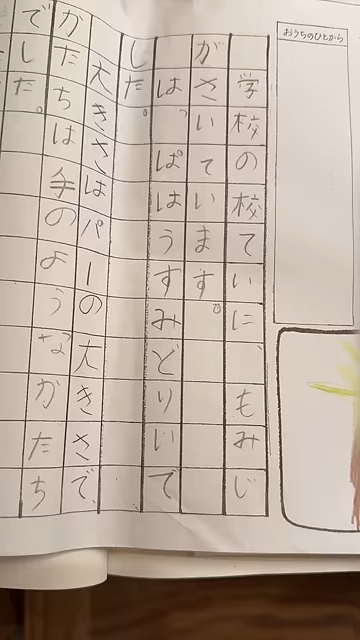 おうちのひとから
学校の校ていに、もみじ
がさいています。
はっぱはうすみどりいで
した。
大きさはパーの大きさで、
かたちは手のようなかたち
でした。